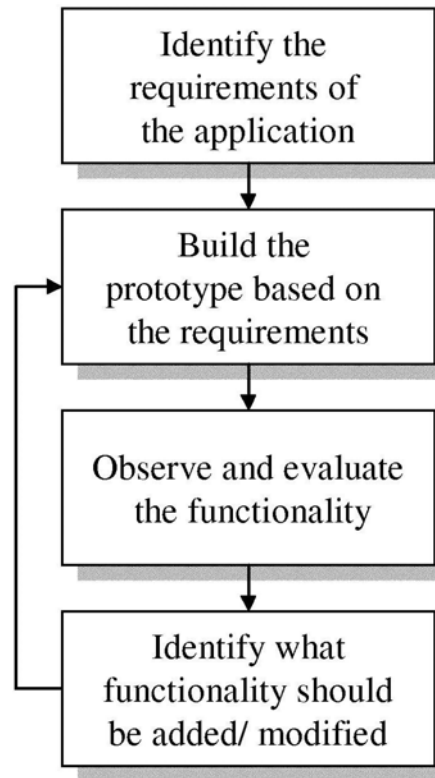 Identify the
requirements of
the application
Build the
prototype based on
the requirements
Observe and evaluate
the functionality
Identify what
functionality should
be added/ modified